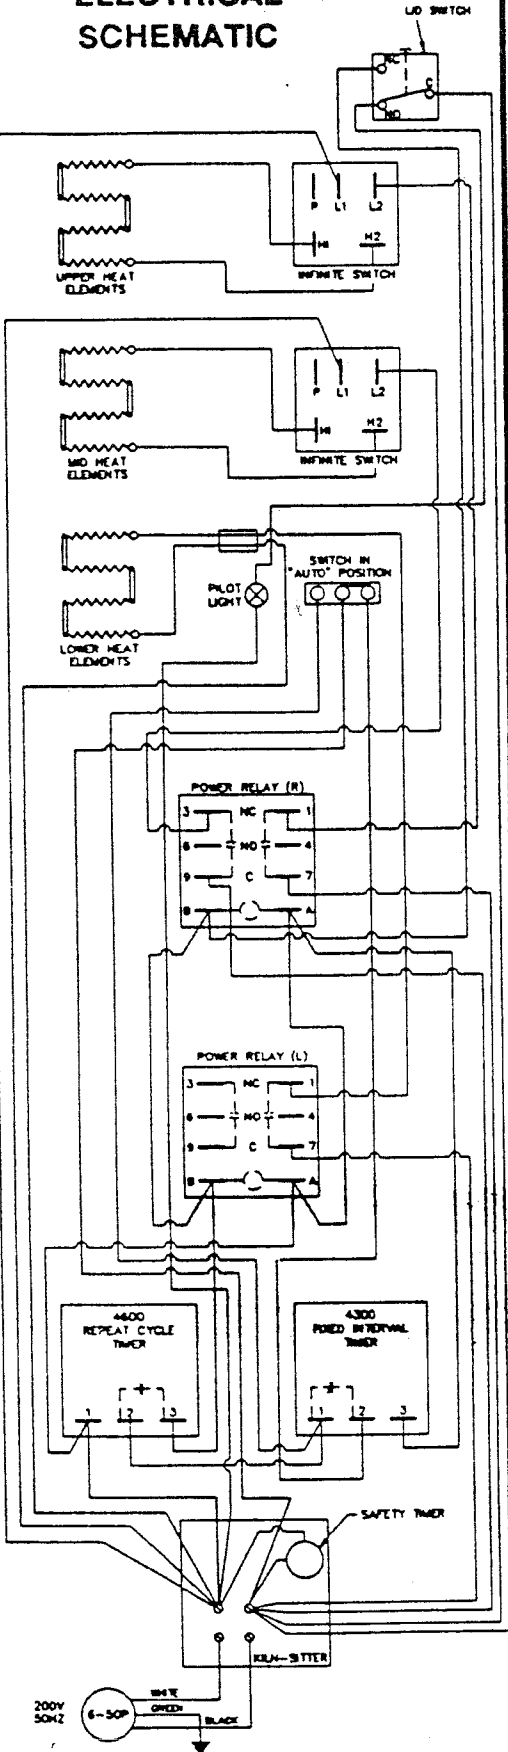 ELECTRICAL
SCHEMATIC
LID SWITCH
NC
C
NO
P L1 L2
H1 H2
INFINITE SWITCH
UPPER HEAT
ELEMENTS
P L1 L2
H1 H2
INFINITE SWITCH
MID HEAT
ELEMENTS
SWITCH IN
"AUTO" POSITION
PILOT
LIGHT
LOWER HEAT
ELEMENTS
POWER RELAY (R)
3 NC 1
6 NO 4
9 C 7
B A
POWER RELAY (L)
3 NC 1
6 NO 4
9 C 7
B A
4600
REPEAT CYCLE
TIMER
1 2 3
4300
FIXED INTERVAL
TIMER
1 2 3
SAFETY TIMER
KILN-SITTER
WHITE
GREEN
BLACK
200V
50HZ
6-50P